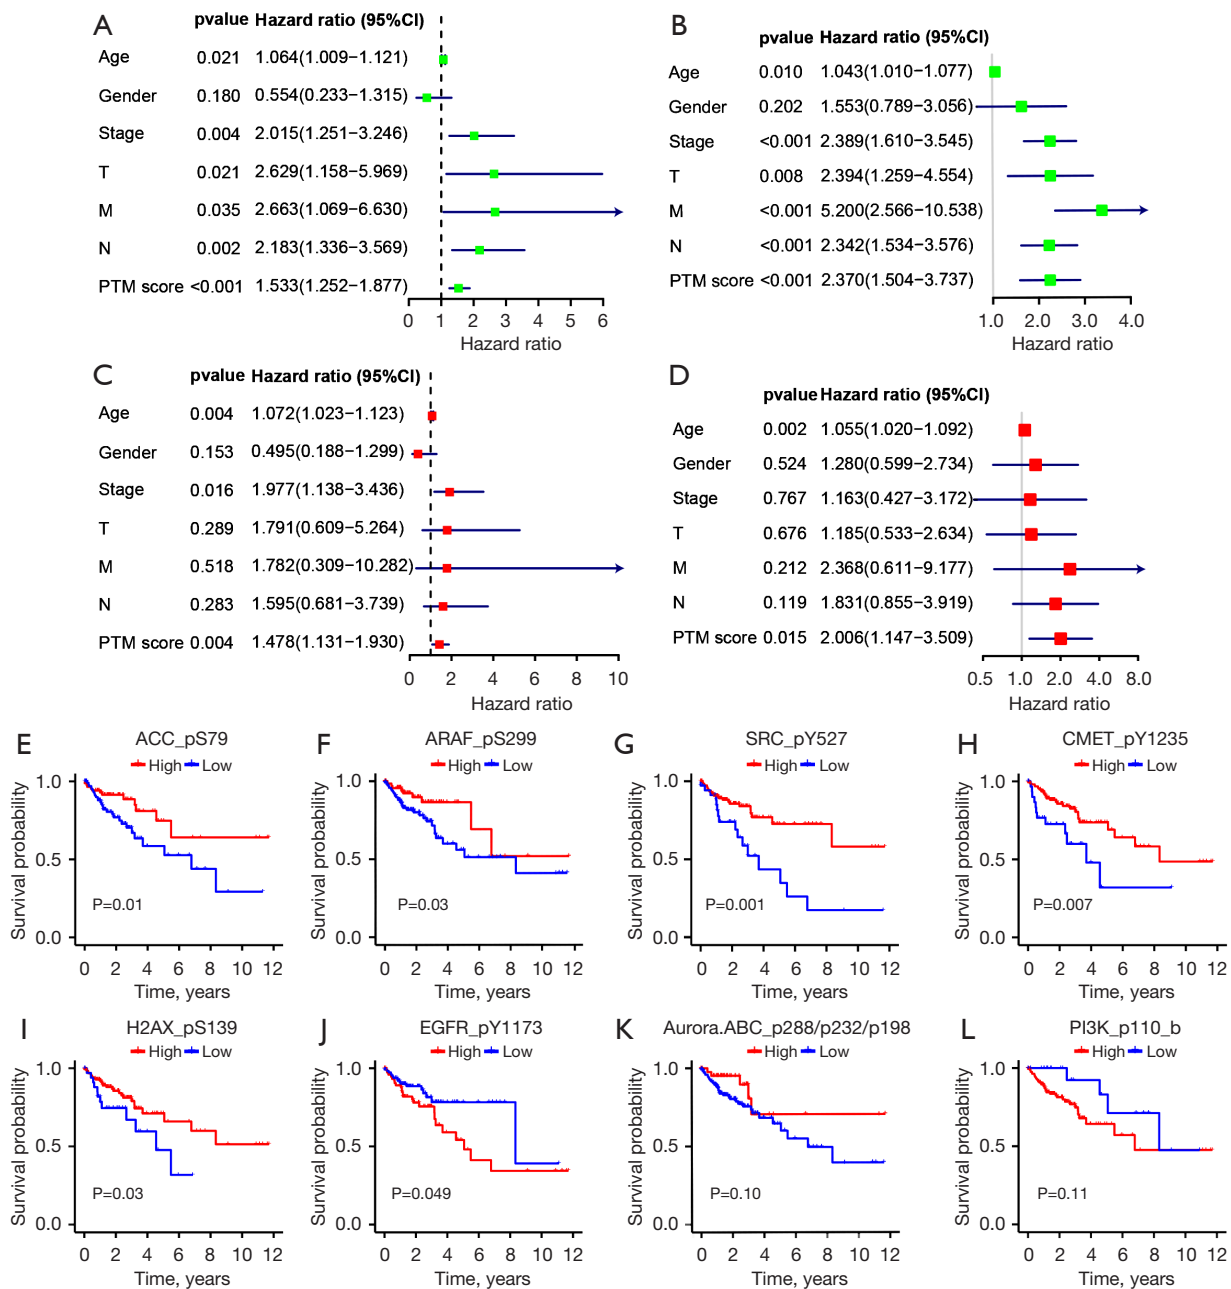 A
pvalue Hazard ratio (95%CI)
Age 0.021 1.064(1.009−1.121)
Gender 0.180 0.554(0.233−1.315)
Stage 0.004 2.015(1.251−3.246)
T 0.021 2.629(1.158−5.969)
M 0.035 2.663(1.069−6.630)
N 0.002 2.183(1.336−3.569)
PTM score <0.001 1.533(1.252−1.877)
0 1 2 3 4 5 6
Hazard ratio
B
pvalue Hazard ratio (95%CI)
Age 0.010 1.043(1.010−1.077)
Gender 0.202 1.553(0.789−3.056)
Stage <0.001 2.389(1.610−3.545)
T 0.008 2.394(1.259−4.554)
M <0.001 5.200(2.566−10.538)
N <0.001 2.342(1.534−3.576)
PTM score <0.001 2.370(1.504−3.737)
1.0 2.0 3.0 4.0
Hazard ratio
C
pvalue Hazard ratio (95%CI)
Age 0.004 1.072(1.023−1.123)
Gender 0.153 0.495(0.188−1.299)
Stage 0.016 1.977(1.138−3.436)
T 0.289 1.791(0.609−5.264)
M 0.518 1.782(0.309−10.282)
N 0.283 1.595(0.681−3.739)
PTM score 0.004 1.478(1.131−1.930)
0 2 4 6 8 10
Hazard ratio
D
pvalue Hazard ratio (95%CI)
Age 0.002 1.055(1.020−1.092)
Gender 0.524 1.280(0.599−2.734)
Stage 0.767 1.163(0.427−3.172)
T 0.676 1.185(0.533−2.634)
M 0.212 2.368(0.611−9.177)
N 0.119 1.831(0.855−3.919)
PTM score 0.015 2.006(1.147−3.509)
0.5 1.0 2.0 4.0 8.0
Hazard ratio
E
ACC_pS79
High Low
Survival probability
1.0
0.5
0.0
P=0.01
0 2 4 6 8 10 12
Time, years
F
ARAF_pS299
High Low
Survival probability
1.0
0.5
0.0
P=0.03
0 2 4 6 8 10 12
Time, years
G
SRC_pY527
High Low
Survival probability
1.0
0.5
0.0
P=0.001
0 2 4 6 8 10 12
Time, years
H
CMET_pY1235
High Low
Survival probability
1.0
0.5
0.0
P=0.007
0 2 4 6 8 10 12
Time, years
I
H2AX_pS139
High Low
Survival probability
1.0
0.5
0.0
P=0.03
0 2 4 6 8 10 12
Time, years
J
EGFR_pY1173
High Low
Survival probability
1.0
0.5
0.0
P=0.049
0 2 4 6 8 10 12
Time, years
K
Aurora.ABC_p288/p232/p198
High Low
Survival probability
1.0
0.5
0.0
P=0.10
0 2 4 6 8 10 12
Time, years
L
PI3K_p110_b
High Low
Survival probability
1.0
0.5
0.0
P=0.11
0 2 4 6 8 10 12
Time, years